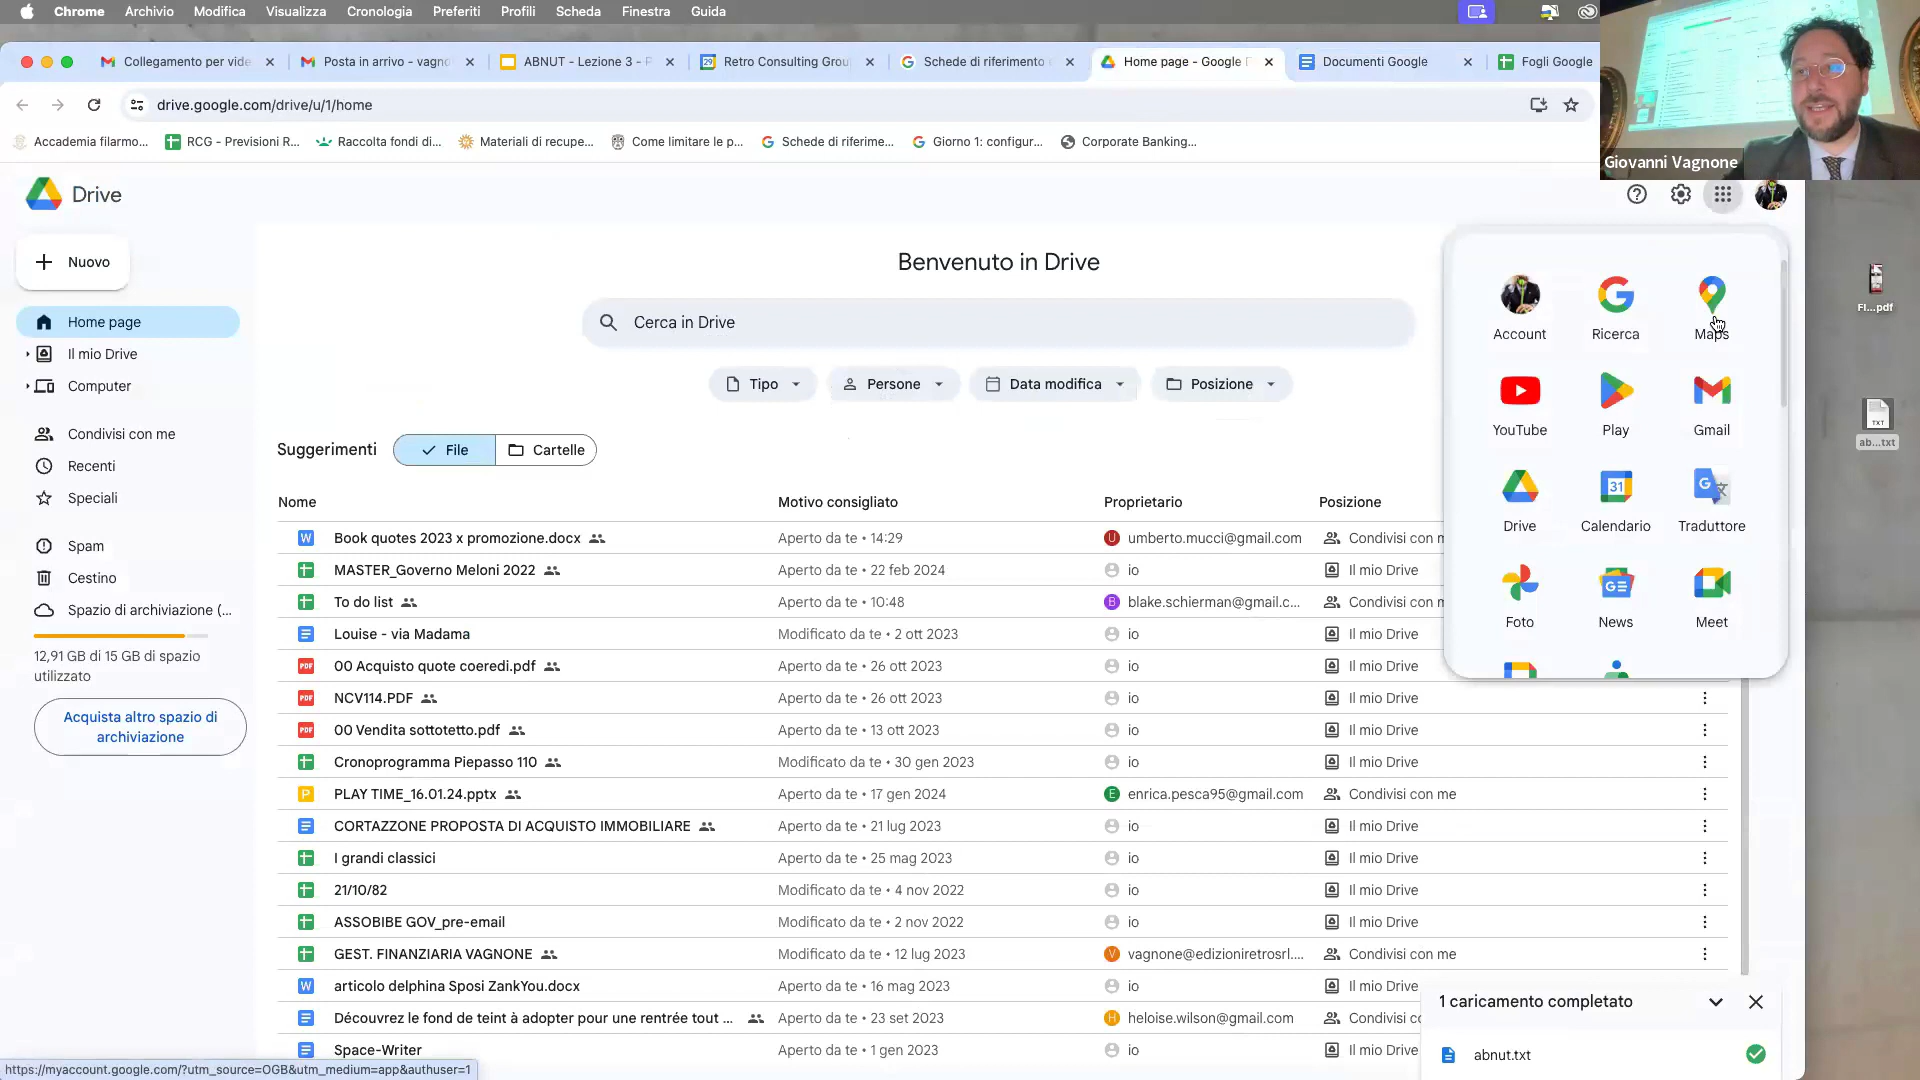 Chrome Archivio Modifica Visualizza Cronologia Preferiti Profili Scheda Finestra Guida
Collegamento per vide
Posta in arrivo - vagno
ABNUT - Lezione 3 - P
Retro Consulting Grou
Schede di riferimento
Home page - Google
Documenti Google
Fogli Google
drive.google.com/drive/u/1/home
Accademia filarmo...
RCG - Previsioni R...
Raccolta fondi di...
Materiali di recupe...
Come limitare le p...
Schede di riferime...
Giorno 1: configur...
Corporate Banking...
Giovanni Vagnone
Drive
Nuovo
Home page
Il mio Drive
Computer
Condivisi con me
Recenti
Speciali
Spam
Cestino
Spazio di archiviazione (...
12,91 GB di 15 GB di spazio
utilizzato
Acquista altro spazio di
archiviazione
Benvenuto in Drive
Cerca in Drive
Tipo Persone Data modifica Posizione
Suggerimenti File Cartelle
Nome Motivo consigliato Proprietario Posizione
Book quotes 2023 x promozione.docx Aperto da te • 14:29 U umberto.mucci@gmail.com Condivisi con m
MASTER_Governo Meloni 2022 Aperto da te • 22 feb 2024 io Il mio Drive
To do list Aperto da te • 10:48 B blake.schierman@gmail.c... Condivisi con m
Louise - via Madama Modificato da te • 2 ott 2023 io Il mio Drive
00 Acquisto quote coeredi.pdf Aperto da te • 26 ott 2023 io Il mio Drive
NCV114.PDF Aperto da te • 26 ott 2023 io Il mio Drive
00 Vendita sottotetto.pdf Aperto da te • 13 ott 2023 io Il mio Drive
Cronoprogramma Piepasso 110 Modificato da te • 30 gen 2023 io Il mio Drive
PLAY TIME_16.01.24.pptx Aperto da te • 17 gen 2024 E enrica.pesca95@gmail.com Condivisi con me
CORTAZZONE PROPOSTA DI ACQUISTO IMMOBILIARE Aperto da te • 21 lug 2023 io Il mio Drive
I grandi classici Aperto da te • 25 mag 2023 io Il mio Drive
21/10/82 Modificato da te • 4 nov 2022 io Il mio Drive
ASSOBIBE GOV_pre-email Modificato da te • 2 nov 2022 io Il mio Drive
GEST. FINANZIARIA VAGNONE Modificato da te • 12 lug 2023 V vagnone@edizioniretrosrl.... Condivisi con me
articolo delphina Sposi ZankYou.docx Aperto da te • 16 mag 2023 io Il mio Drive
Découvrez le fond de teint à adopter pour une rentrée tout ... Aperto da te • 23 set 2023 H heloise.wilson@gmail.com Condivisi co
Space-Writer Aperto da te • 1 gen 2023 io Il mio Drive
Account Ricerca Maps
YouTube Play Gmail
Drive Calendario Traduttore
Foto News Meet
Fl...pdf
TXT
ab...txt
1 caricamento completato
abnut.txt
https://myaccount.google.com/?utm_source=OGB&utm_medium=app&authuser=1